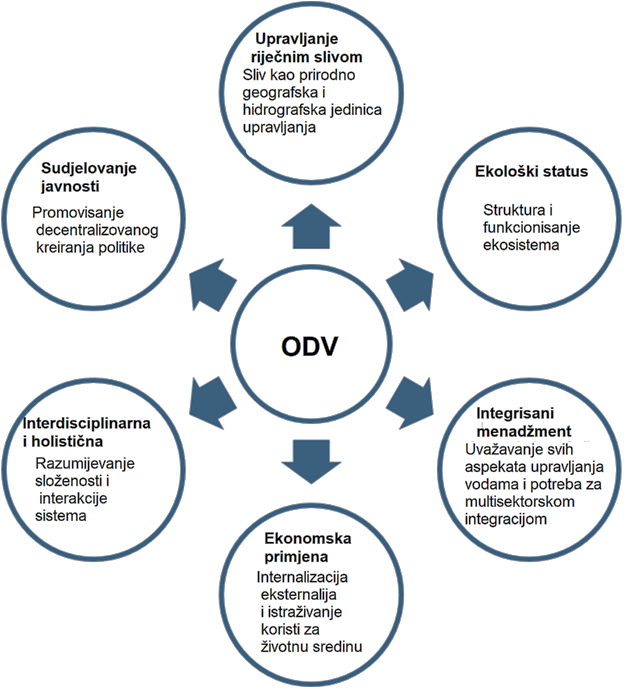 Upravljanje
riječnim slivom
Sliv kao prirodno
geografska i
hidrografska jedinica
upravljanja
Sudjelovanje
javnosti
Promovisanje
decentralizovanog
kreiranja politike
Ekološki status
Struktura i
funkcionisanje
ekosistema
ODV
Interdisciplinarna
i holistična
Razumijevanje
složenosti i
interakcije
sistema
Integrisani
menadžment
Uvažavanje svih
aspekata upravljanja
vodama i potreba za
multisektorskom
integracijom
Ekonomska
primjena
Internalizacija
eksternalija
i istraživanje
koristi za
životnu sredinu